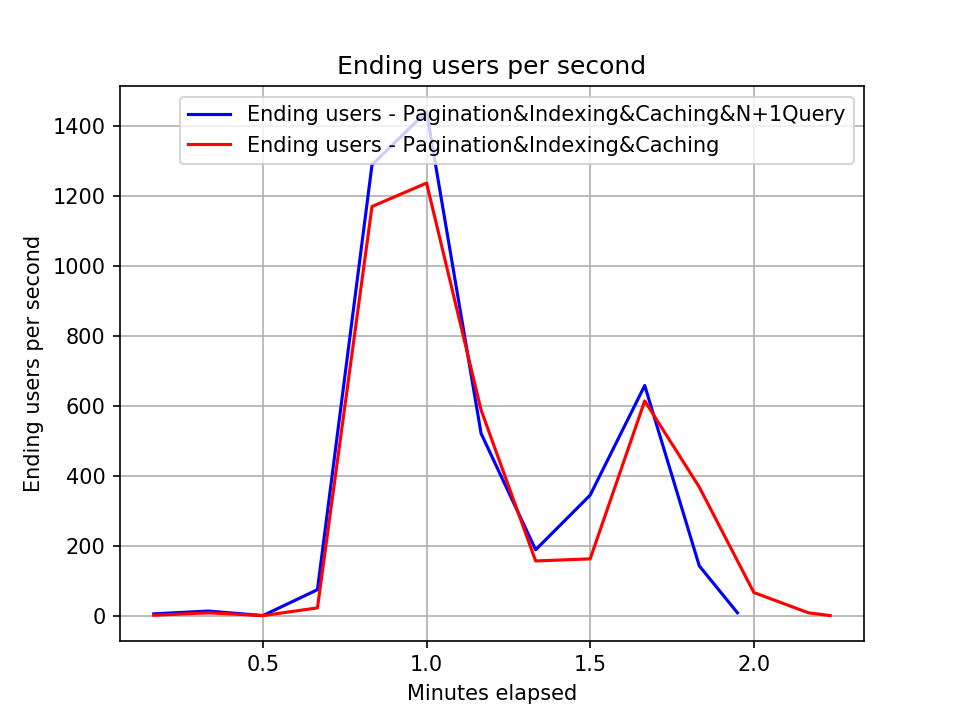 Ending users per second
Ending users - Pagination&Indexing&Caching&N+1Query
Ending users - Pagination&Indexing&Caching
Ending users per second
1400
1200
1000
800
600
400
200
0
0.5 1.0 1.5 2.0
Minutes elapsed